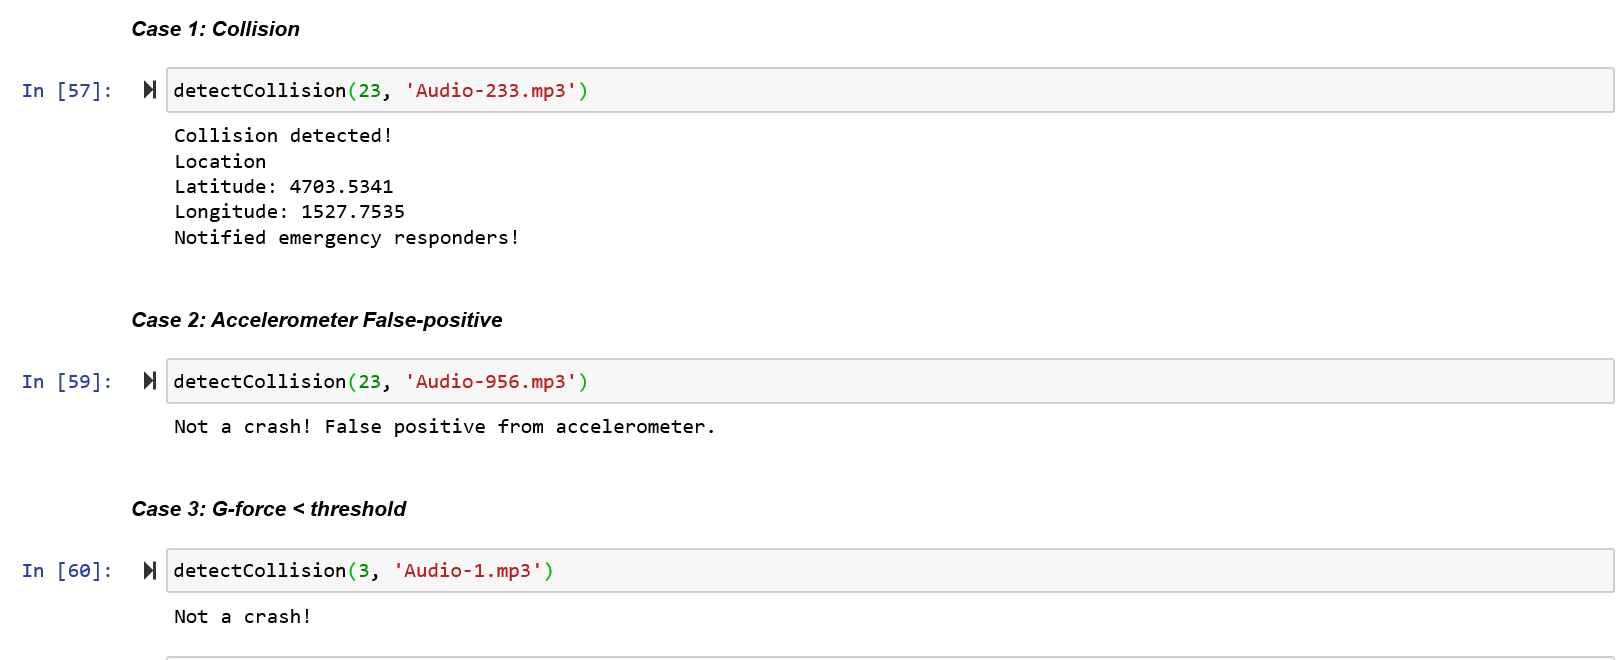 Case 1: Collision
In [57]: detectCollision(23, 'Audio-233.mp3')
Collision detected!
Location
Latitude: 4703.5341
Longitude: 1527.7535
Notified emergency responders!
Case 2: Accelerometer False-positive
In [59]: detectCollision(23, 'Audio-956.mp3')
Not a crash! False positive from accelerometer.
Case 3: G-force < threshold
In [60]: detectCollision(3, 'Audio-1.mp3')
Not a crash!